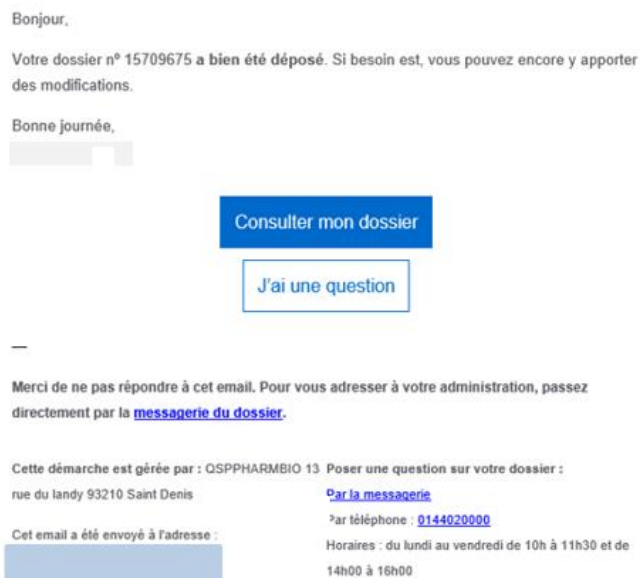 Bonjour,
Votre dossier nº 15709675 a bien été déposé. Si besoin est, vous pouvez encore y apporter
des modifications.
Bonne journée,
Consulter mon dossier
J'ai une question
—
Merci de ne pas répondre à cet email. Pour vous adresser à votre administration, passez
directement par la messagerie du dossier.
Cette démarche est gérée par : QSPPHARMBIO 13
rue du landy 93210 Saint Denis
Cet email a été envoyé à l'adresse :
Poser une question sur votre dossier :
Par la messagerie
Par téléphone : 0144020000
Horaires : du lundi au vendredi de 10h à 11h30 et de
14h00 à 16h00